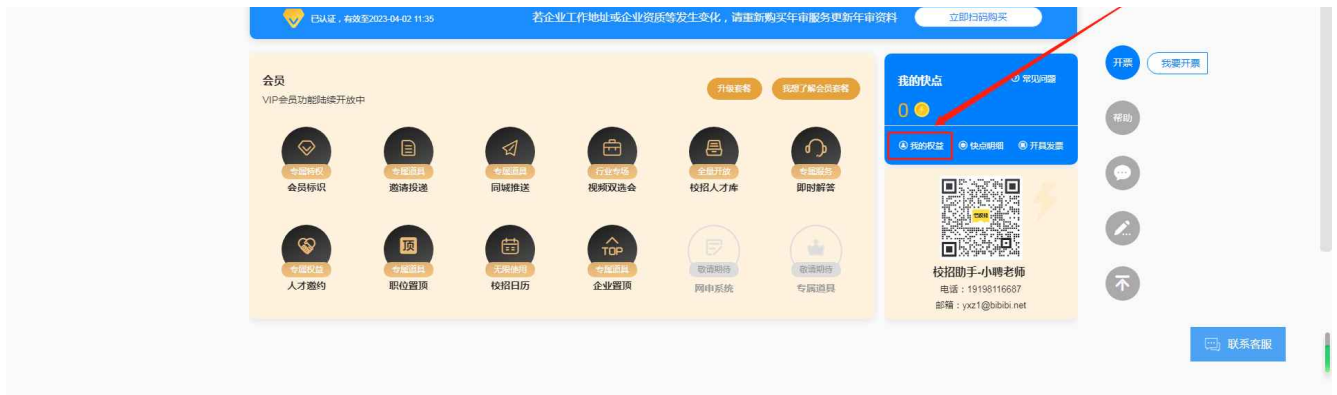 已认证，有效至2023-04-02 11:35
若企业工作地址或企业资质等发生变化，请重新购买年审服务更新年审资料
立即扫码购买
会员
VIP会员功能陆续开放中
升级套餐
我想了解会员套餐
专属特权
会员标识
专属道具
邀请投递
专属道具
同城推送
行业专场
视频双选会
全量开放
校招人才库
专属服务
即时解答
专属权益
人才邀约
顶
专属道具
职位置顶
无限使用
校招日历
TOP
专属道具
企业置顶
敬请期待
网申系统
敬请期待
专属道具
我的快点
常见问题
0
我的权益
快点明细
开具发票
校招助手-小聘老师
电话：19198116687
邮箱：yxz1@bibibi.net
开票
我要开票
帮助
联系客服